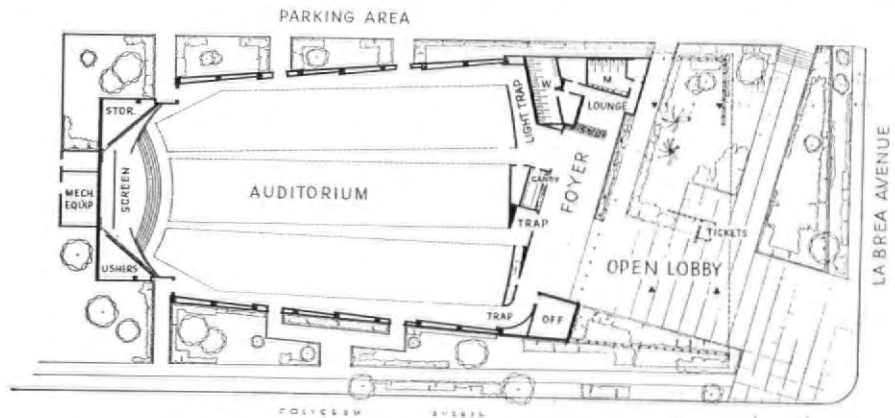 PARKING AREA
STOR.
W
M
LOUNGE
LIGHT TRAP
SCREEN
AUDITORIUM
CANDY
FOYER
MECH.
EQUIP
TRAP
TICKETS
OPEN LOBBY
LA BREA AVENUE
USHERS
TRAP
OFF